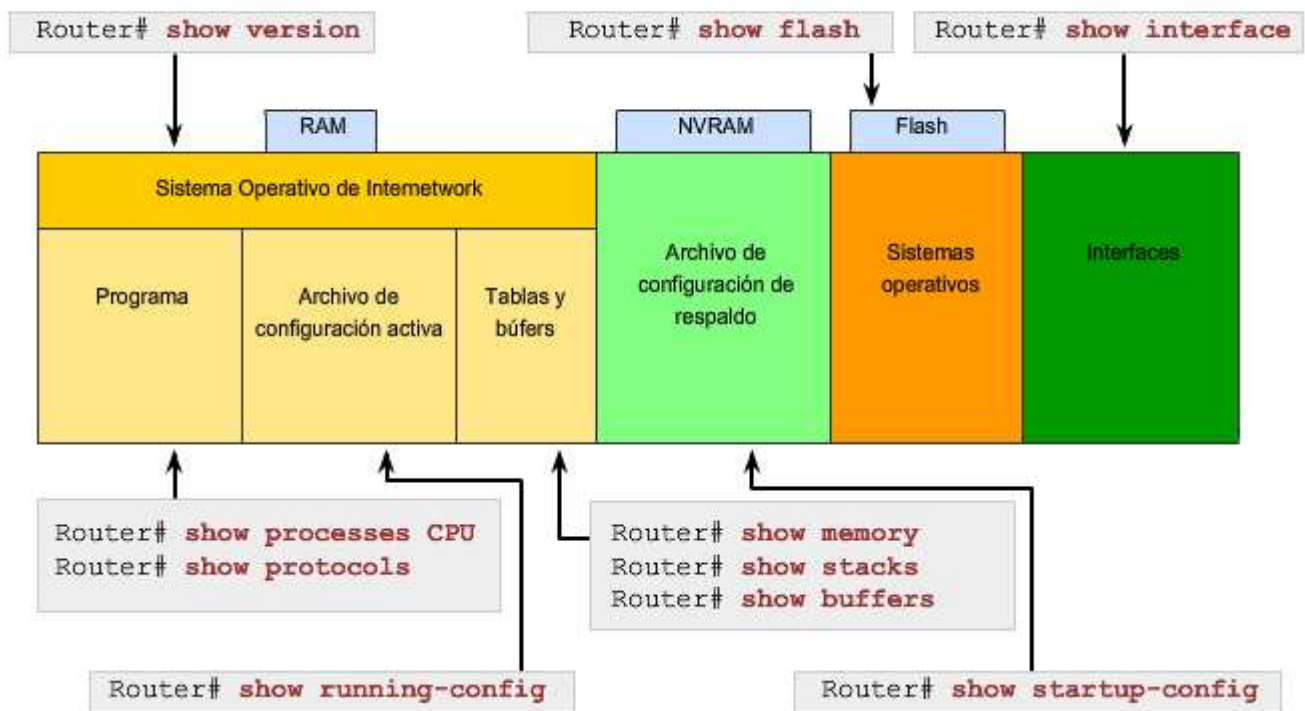 Router# show version
Router# show flash
Router# show interface
RAM
NVRAM
Flash
Sistema Operativo de Internetwork
Programa
Archivo de
configuración activa
Tablas y
búfers
Archivo de
configuración de
respaldo
Sistemas
operativos
Interfaces
Router# show processes CPU
Router# show protocols
Router# show memory
Router# show stacks
Router# show buffers
Router# show running-config
Router# show startup-config